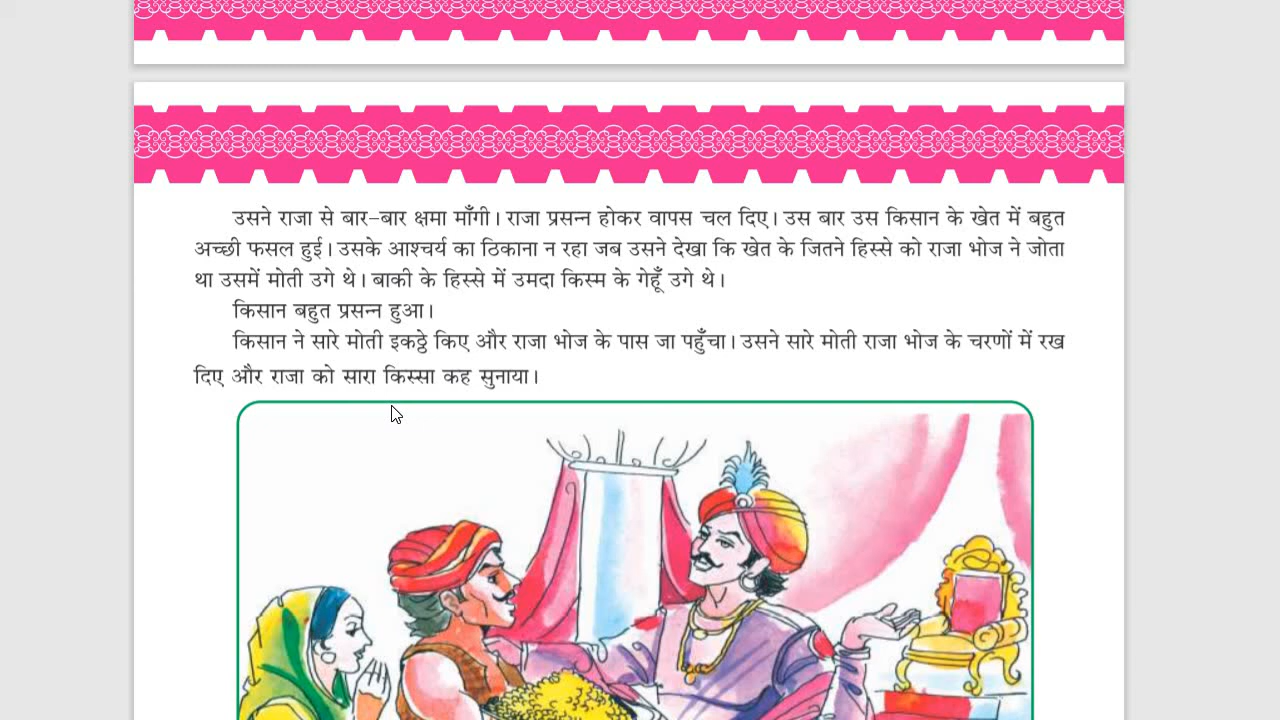 उसने राजा से बार-बार क्षमा माँगी। राजा प्रसन्न होकर वापस चल दिए। उस बार उस किसान के खेत में बहुत
अच्छी फसल हुई। उसके आश्चर्य का ठिकाना न रहा जब उसने देखा कि खेत के जितने हिस्से को राजा भोज ने जोता
था उसमें मोती उगे थे। बाकी के हिस्से में उमदा किस्म के गेहूँ उगे थे।
किसान बहुत प्रसन्न हुआ।
किसान ने सारे मोती इकठ्ठे किए और राजा भोज के पास जा पहुँचा। उसने सारे मोती राजा भोज के चरणों में रख
दिए और राजा को सारा किस्सा कह सुनाया।